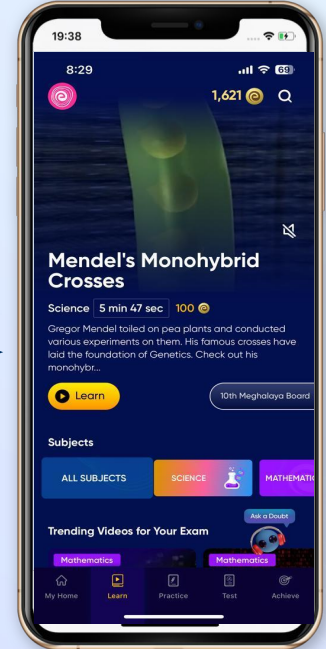 19:38
8:29
69
1,621
Mendel's Monohybrid
Crosses
Science 5 min 47 sec 100
Gregor Mendel toiled on pea plants and conducted
various experiments on them. His famous crosses have
laid the foundation of Genetics. Check out his
monohybr...
Learn
10th Meghalaya Board
Subjects
ALL SUBJECTS
SCIENCE
MATHEMATI
Ask a Doubt
Trending Videos for Your Exam
Mathematics
Mathematics
My Home
Learn
Practice
Test
Achieve